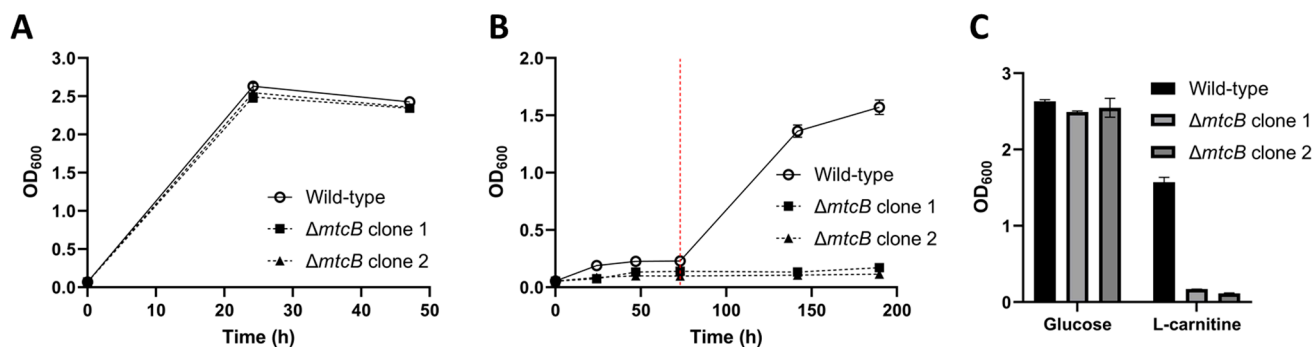 A
3.0
2.5
2.0
1.5
1.0
0.5
0.0
OD600
0 10 20 30 40 50
Time (h)
Wild-type
ΔmtcB clone 1
ΔmtcB clone 2
B
2.0
1.5
1.0
0.5
0.0
OD600
0 50 100 150 200
Time (h)
Wild-type
ΔmtcB clone 1
ΔmtcB clone 2
C
3
2
1
0
OD600
Glucose L-carnitine
Wild-type
ΔmtcB clone 1
ΔmtcB clone 2